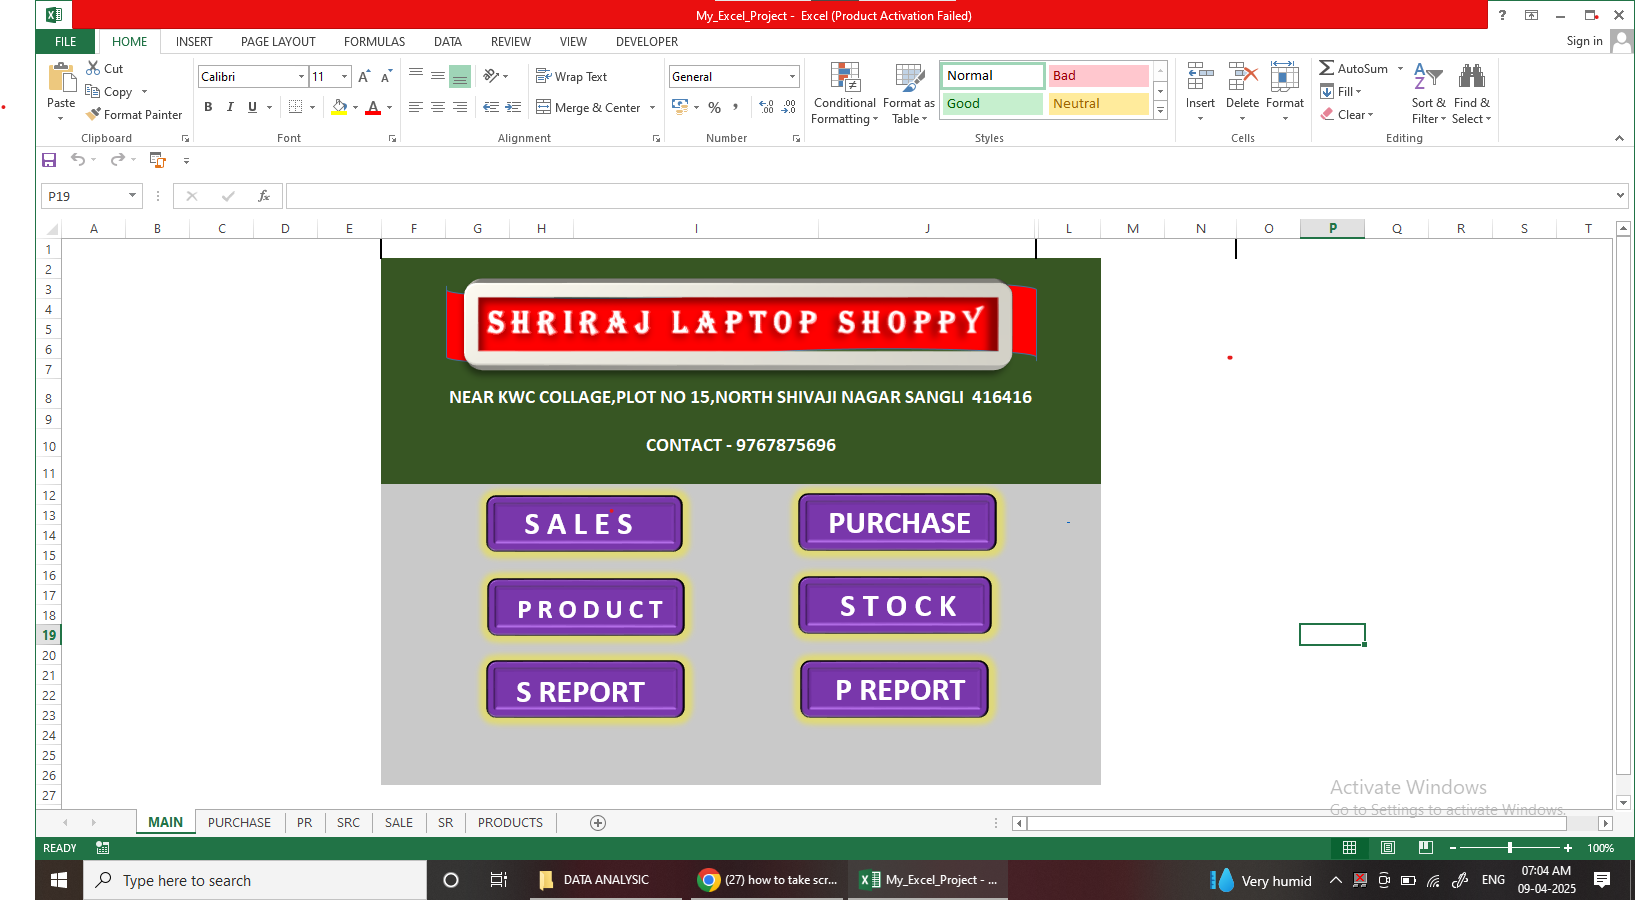 My_Excel_Project - Excel (Product Activation Failed)
?
FILE HOME INSERT PAGE LAYOUT FORMULAS DATA REVIEW VIEW DEVELOPER Sign in
Paste
Cut
Copy
Format Painter
Clipboard
Calibri 11
B I U A
Font
Wrap Text
Merge & Center
Alignment
General
% , .00
Number
Conditional Formatting
Format as Table
Normal Bad
Good Neutral
Styles
Insert Delete Format
Cells
AutoSum
Fill
Clear
Sort & Filter
Find & Select
Editing
P19 fx
A B C D E F G H I J L M N O P Q R S T
1
2
3
4
5
6
7
8
9
10
11
12
13
14
15
16
17
18
19
20
21
22
23
24
25
26
27
SHRIRAJ LAPTOP SHOPPY
NEAR KWC COLLAGE,PLOT NO 15,NORTH SHIVAJI NAGAR SANGLI 416416
CONTACT - 9767875696
S A L E S PURCHASE
-
P R O D U C T S T O C K
S REPORT P REPORT
Activate Windows
Go to Settings to activate Windows.
MAIN PURCHASE PR SRC SALE SR PRODUCTS
READY 100%
Type here to search
DATA ANALYSIC
(27) how to take scr...
My_Excel_Project - ...
Very humid
ENG
07:04 AM
09-04-2025